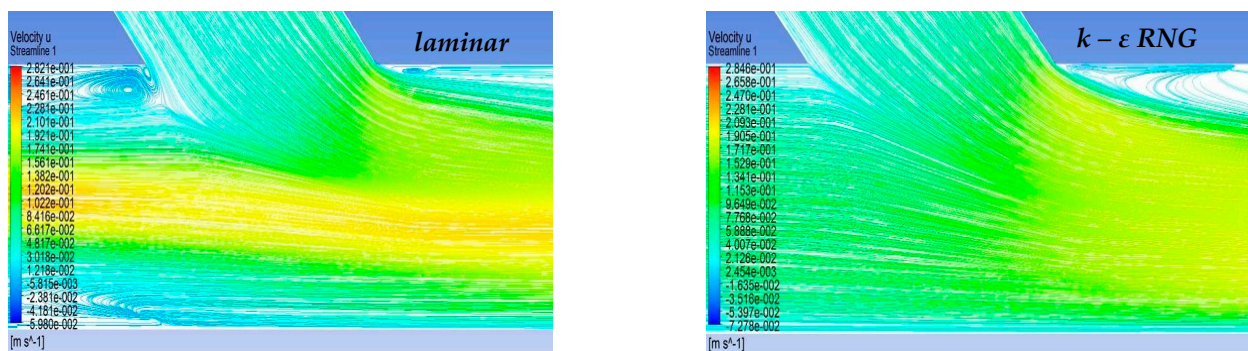 laminar
Velocity u
Streamline 1
2.821e-001
2.641e-001
2.461e-001
2.281e-001
2.101e-001
1.921e-001
1.741e-001
1.561e-001
1.382e-001
1.202e-001
1.022e-001
8.416e-002
6.617e-002
4.817e-002
3.018e-002
1.218e-002
-5.815e-003
-2.381e-002
-4.181e-002
-5.980e-002
[m s^-1]
k – ε RNG
Velocity u
Streamline 1
2.846e-001
2.658e-001
2.470e-001
2.281e-001
2.093e-001
1.905e-001
1.717e-001
1.529e-001
1.341e-001
1.153e-001
9.649e-002
7.768e-002
5.888e-002
4.007e-002
2.126e-002
2.454e-003
-1.635e-002
-3.516e-002
-5.397e-002
-7.278e-002
[m s^-1]